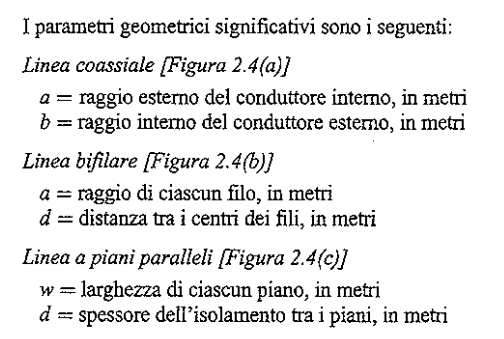 I parametri geometrici significativi sono i seguenti:
Linea coassiale [Figura 2.4(a)]
a = raggio esterno del conduttore interno, in metri
b = raggio interno del conduttore esterno, in metri
Linea bifilare [Figura 2.4(b)]
a = raggio di ciascun filo, in metri
d = distanza tra i centri dei fili, in metri
Linea a piani paralleli [Figura 2.4(c)]
w = larghezza di ciascun piano, in metri
d = spessore dell'isolamento tra i piani, in metri